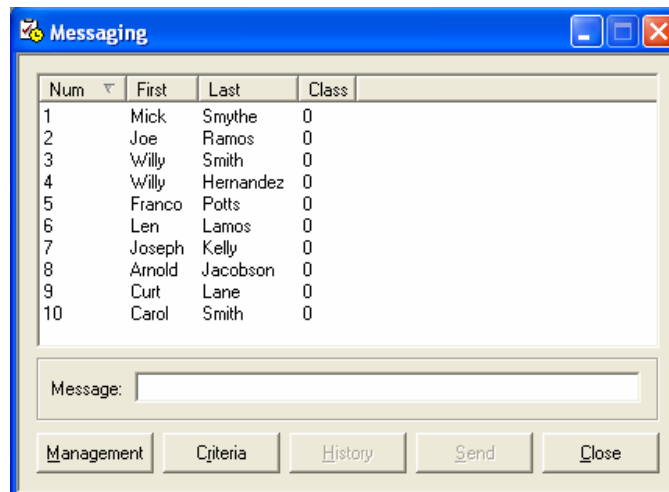 Messaging
Num First Last Class
1 Mick Smythe 0
2 Joe Ramos 0
3 Willy Smith 0
4 Willy Hernandez 0
5 Franco Potts 0
6 Len Lamos 0
7 Joseph Kelly 0
8 Arnold Jacobson 0
9 Curt Lane 0
10 Carol Smith 0
Message:
Management Criteria History Send Close